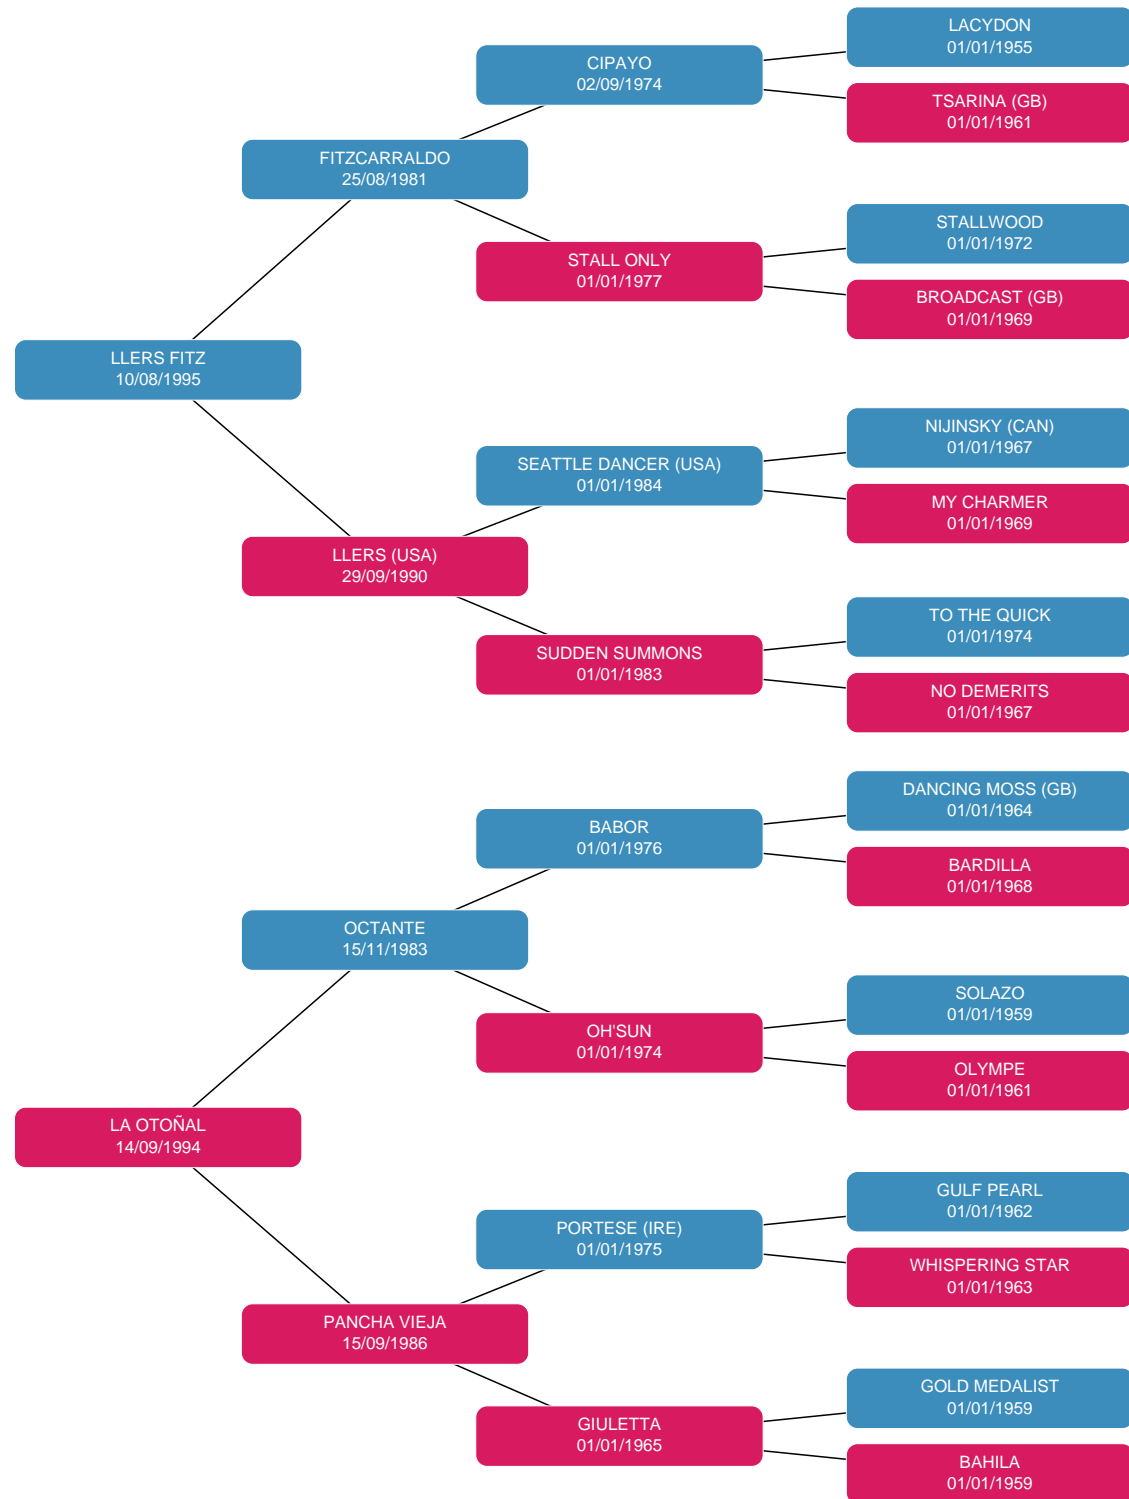 LACYDON
01/01/1955
CIPAYO
02/09/1974
TSARINA (GB)
01/01/1961
FITZCARRALDO
25/08/1981
STALLWOOD
01/01/1972
STALL ONLY
01/01/1977
BROADCAST (GB)
01/01/1969
LLERS FITZ
10/08/1995
NIJINSKY (CAN)
01/01/1967
SEATTLE DANCER (USA)
01/01/1984
MY CHARMER
01/01/1969
LLERS (USA)
29/09/1990
TO THE QUICK
01/01/1974
SUDDEN SUMMONS
01/01/1983
NO DEMERITS
01/01/1967
DANCING MOSS (GB)
01/01/1964
BABOR
01/01/1976
BARDILLA
01/01/1968
OCTANTE
15/11/1983
SOLAZO
01/01/1959
OH'SUN
01/01/1974
OLYMPE
01/01/1961
LA OTOÑAL
14/09/1994
GULF PEARL
01/01/1962
PORTESE (IRE)
01/01/1975
WHISPERING STAR
01/01/1963
PANCHA VIEJA
15/09/1986
GOLD MEDALIST
01/01/1959
GIULETTA
01/01/1965
BAHILA
01/01/1959